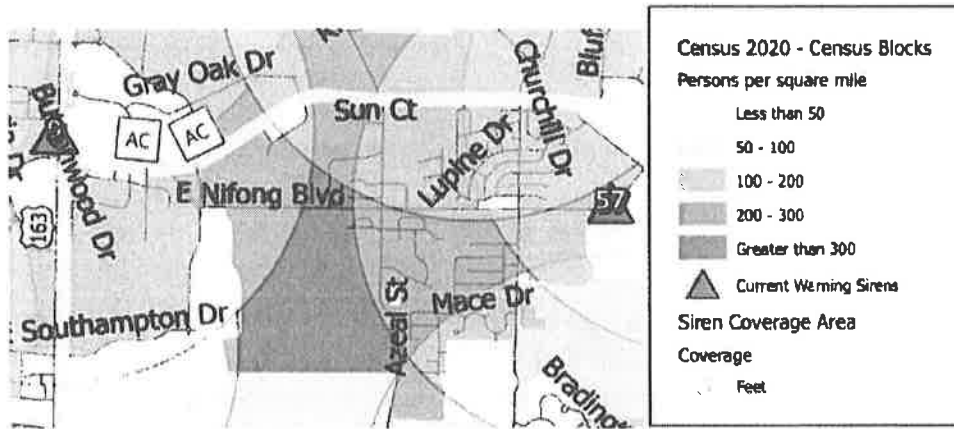 Gray Oak Dr
Sun Ct
Churchill Dr
Bluf
AC
AC
Lupine Dr
E Nifong Blvd
57
163
Southampton Dr
Azeal St
Mace Dr
Brading
Census 2020 - Census Blocks
Persons per square mile
Less than 50
50 - 100
100 - 200
200 - 300
Greater than 300
Current Warning Sirens
Siren Coverage Area
Coverage
Feet